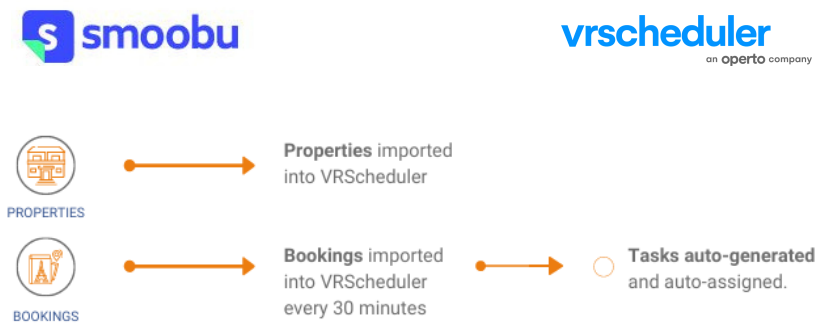 smoobu
vrscheduler
an operto company
Properties imported
into VRScheduler
PROPERTIES
Bookings imported
into VRScheduler
every 30 minutes
Tasks auto-generated
and auto-assigned.
BOOKINGS